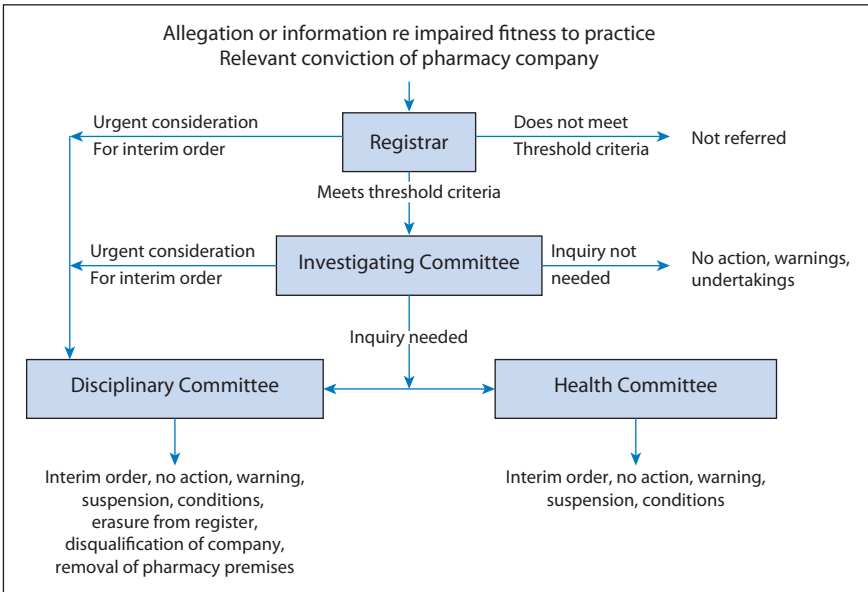 Allegation or information re impaired fitness to practice
Relevant conviction of pharmacy company
Urgent consideration
For interim order
Registrar
Does not meet
Threshold criteria
Not referred
Meets threshold criteria
Urgent consideration
For interim order
Investigating Committee
Inquiry not
needed
No action, warnings,
undertakings
Inquiry needed
Disciplinary Committee
Health Committee
Interim order, no action, warning,
suspension, conditions,
erasure from register,
disqualification of company,
removal of pharmacy premises
Interim order, no action, warning,
suspension, conditions